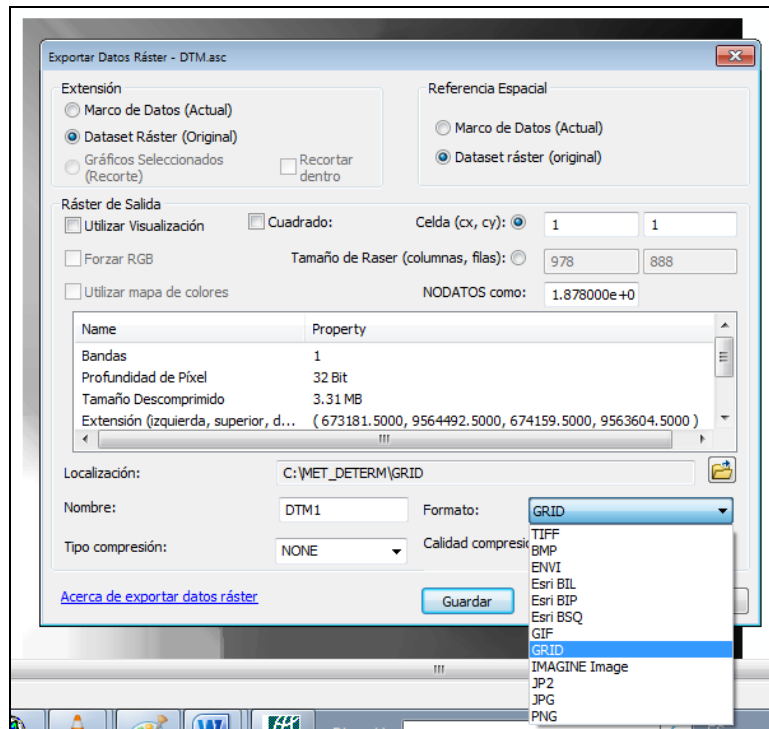 Exportar Datos Ráster - DTM.asc
Extensión
Marco de Datos (Actual)
Dataset Ráster (Original)
Gráficos Seleccionados (Recorte)
Recortar dentro
Referencia Espacial
Marco de Datos (Actual)
Dataset ráster (original)
Ráster de Salida
Utilizar Visualización
Cuadrado:
Celda (cx, cy):
1
1
Forzar RGB
Tamaño de Raser (columnas, filas):
978
888
Utilizar mapa de colores
NODATOS como:
1.878000e+0
Name
Property
Bandas
1
Profundidad de Píxel
32 Bit
Tamaño Descomprimido
3.31 MB
Extensión (izquierda, superior, d...
( 673181.5000, 9564492.5000, 674159.5000, 9563604.5000 )
Localización:
C:\MET_DETERM\GRID
Nombre:
DTM1
Formato:
GRID
Tipo compresión:
NONE
Calidad
TIFF
BMP
ENVI
Esri BIL
Esri BIP
Esri BSQ
GIF
GRID
IMAGINE Image
JP2
JPG
PNG
Acerca de exportar datos ráster
Guardar